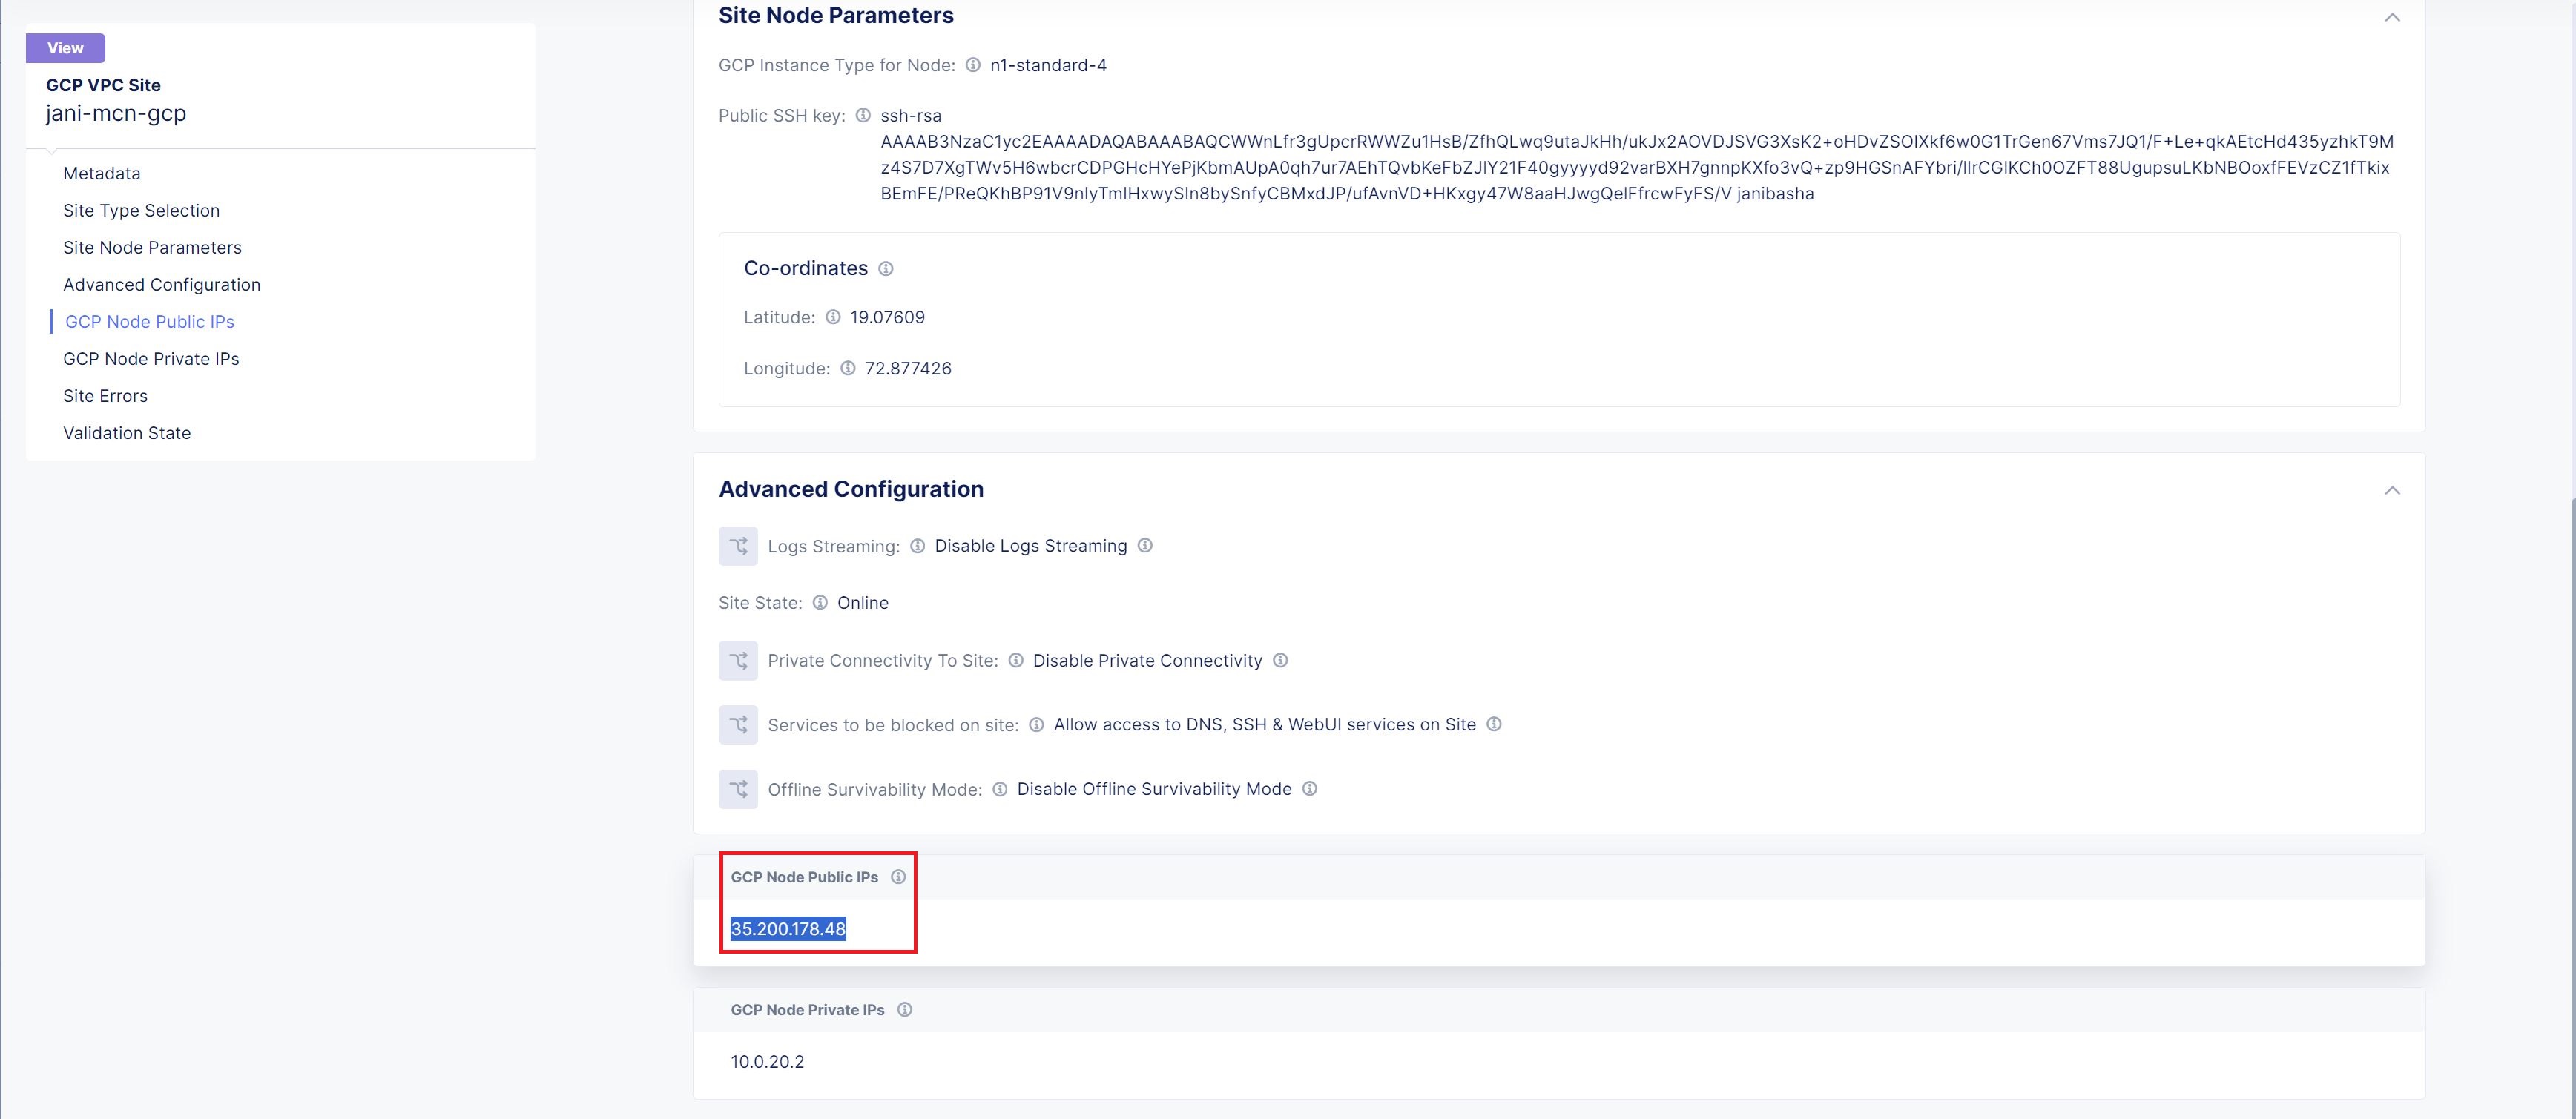 View
GCP VPC Site
jani-mcn-gcp
Metadata
Site Type Selection
Site Node Parameters
Advanced Configuration
GCP Node Public IPs
GCP Node Private IPs
Site Errors
Validation State
Site Node Parameters
GCP Instance Type for Node: n1-standard-4
Public SSH key: ssh-rsa
AAAAB3NzaC1yc2EAAAADAQABAAABAQCWWnLfr3gUpcrRWWZu1HsB/ZfhQLwq9utaJkHh/ukJx2AOVDJSVG3XsK2+oHDvZSOIXkf6w0G1TrGen67Vms7JQ1/F+Le+qkAEtcHd435yzhkT9M
z4S7D7XgTWv5H6wbcrCDPGHcHYePjKbmAUpA0qh7ur7AEhTQvbKeFbZJIY21F40gyyyyd92varBXH7gnnpKXfo3vQ+zp9HGSnAFYbri/IlrCGIKCh0OZFT88UgupsuLKbNBOoxfFEVzCZ1fTkix
BEmFE/PReQKhBP91V9nIyTmIHxwySIn8bySnfyCBMxdJP/ufAvnVD+HKxgy47W8aaHJwgQeIFfrcwFyFS/V janibasha
Co-ordinates
Latitude: 19.07609
Longitude: 72.877426
Advanced Configuration
Logs Streaming: Disable Logs Streaming
Site State: Online
Private Connectivity To Site: Disable Private Connectivity
Services to be blocked on site: Allow access to DNS, SSH & WebUI services on Site
Offline Survivability Mode: Disable Offline Survivability Mode
GCP Node Public IPs
35.200.178.48
GCP Node Private IPs
10.0.20.2